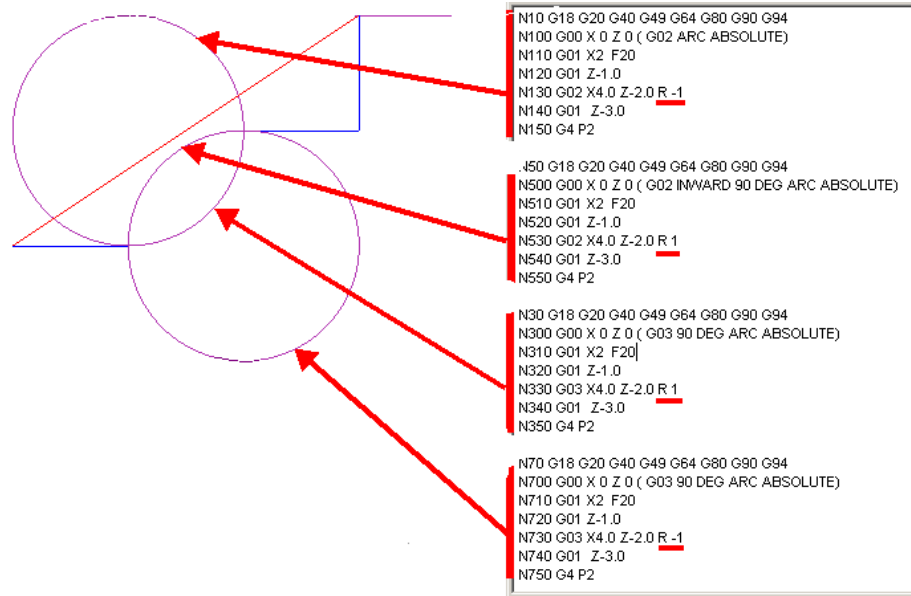 N10 G18 G20 G40 G49 G64 G80 G90 G94
N100 G00 X 0 Z 0 ( G02 ARC ABSOLUTE)
N110 G01 X2 F20
N120 G01 Z-1.0
N130 G02 X4.0 Z-2.0 R -1
N140 G01 Z-3.0
N150 G4 P2
.450 G18 G20 G40 G49 G64 G80 G90 G94
N500 G00 X 0 Z 0 ( G02 INWARD 90 DEG ARC ABSOLUTE)
N510 G01 X2 F20
N520 G01 Z-1.0
N530 G02 X4.0 Z-2.0 R 1
N540 G01 Z-3.0
N550 G4 P2
N30 G18 G20 G40 G49 G64 G80 G90 G94
N300 G00 X 0 Z 0 ( G03 90 DEG ARC ABSOLUTE)
N310 G01 X2 F20
N320 G01 Z-1.0
N330 G03 X4.0 Z-2.0 R 1
N340 G01 Z-3.0
N350 G4 P2
N70 G18 G20 G40 G49 G64 G80 G90 G94
N700 G00 X 0 Z 0 ( G03 90 DEG ARC ABSOLUTE)
N710 G01 X2 F20
N720 G01 Z-1.0
N730 G03 X4.0 Z-2.0 R -1
N740 G01 Z-3.0
N750 G4 P2